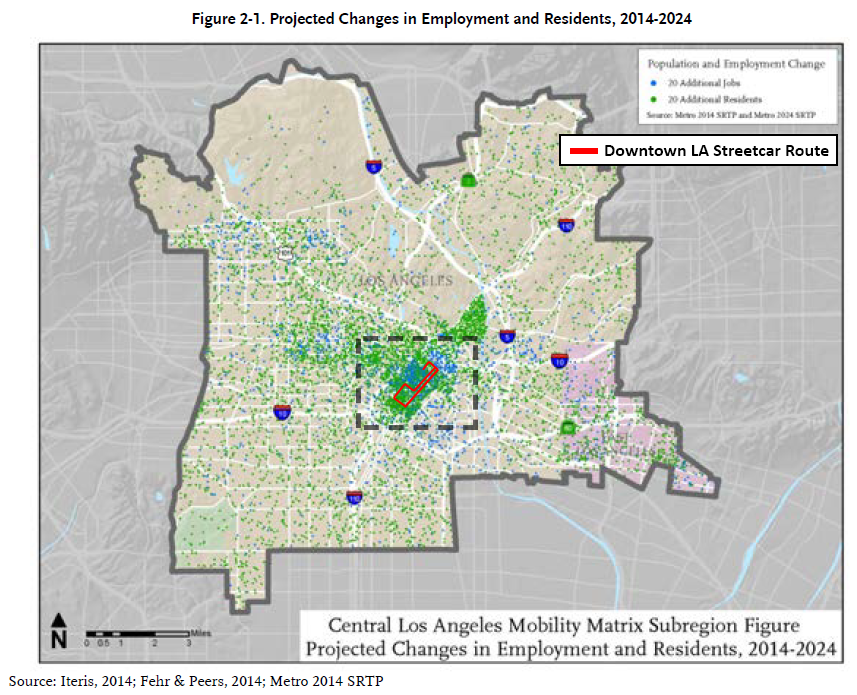 Figure 2-1. Projected Changes in Employment and Residents, 2014-2024
Population and Employment Change
20 Additional Jobs
20 Additional Residents
Source: Metro 2014 SRTP and Metro 2024 SRTP
Downtown LA Streetcar Route
5
2
110
101
LOS ANGELES
5
10
10
110
N
0 0.5 1 2 3 Miles
Central Los Angeles Mobility Matrix Subregion Figure
Projected Changes in Employment and Residents, 2014-2024
Source: Iteris, 2014; Fehr & Peers, 2014; Metro 2014 SRTP